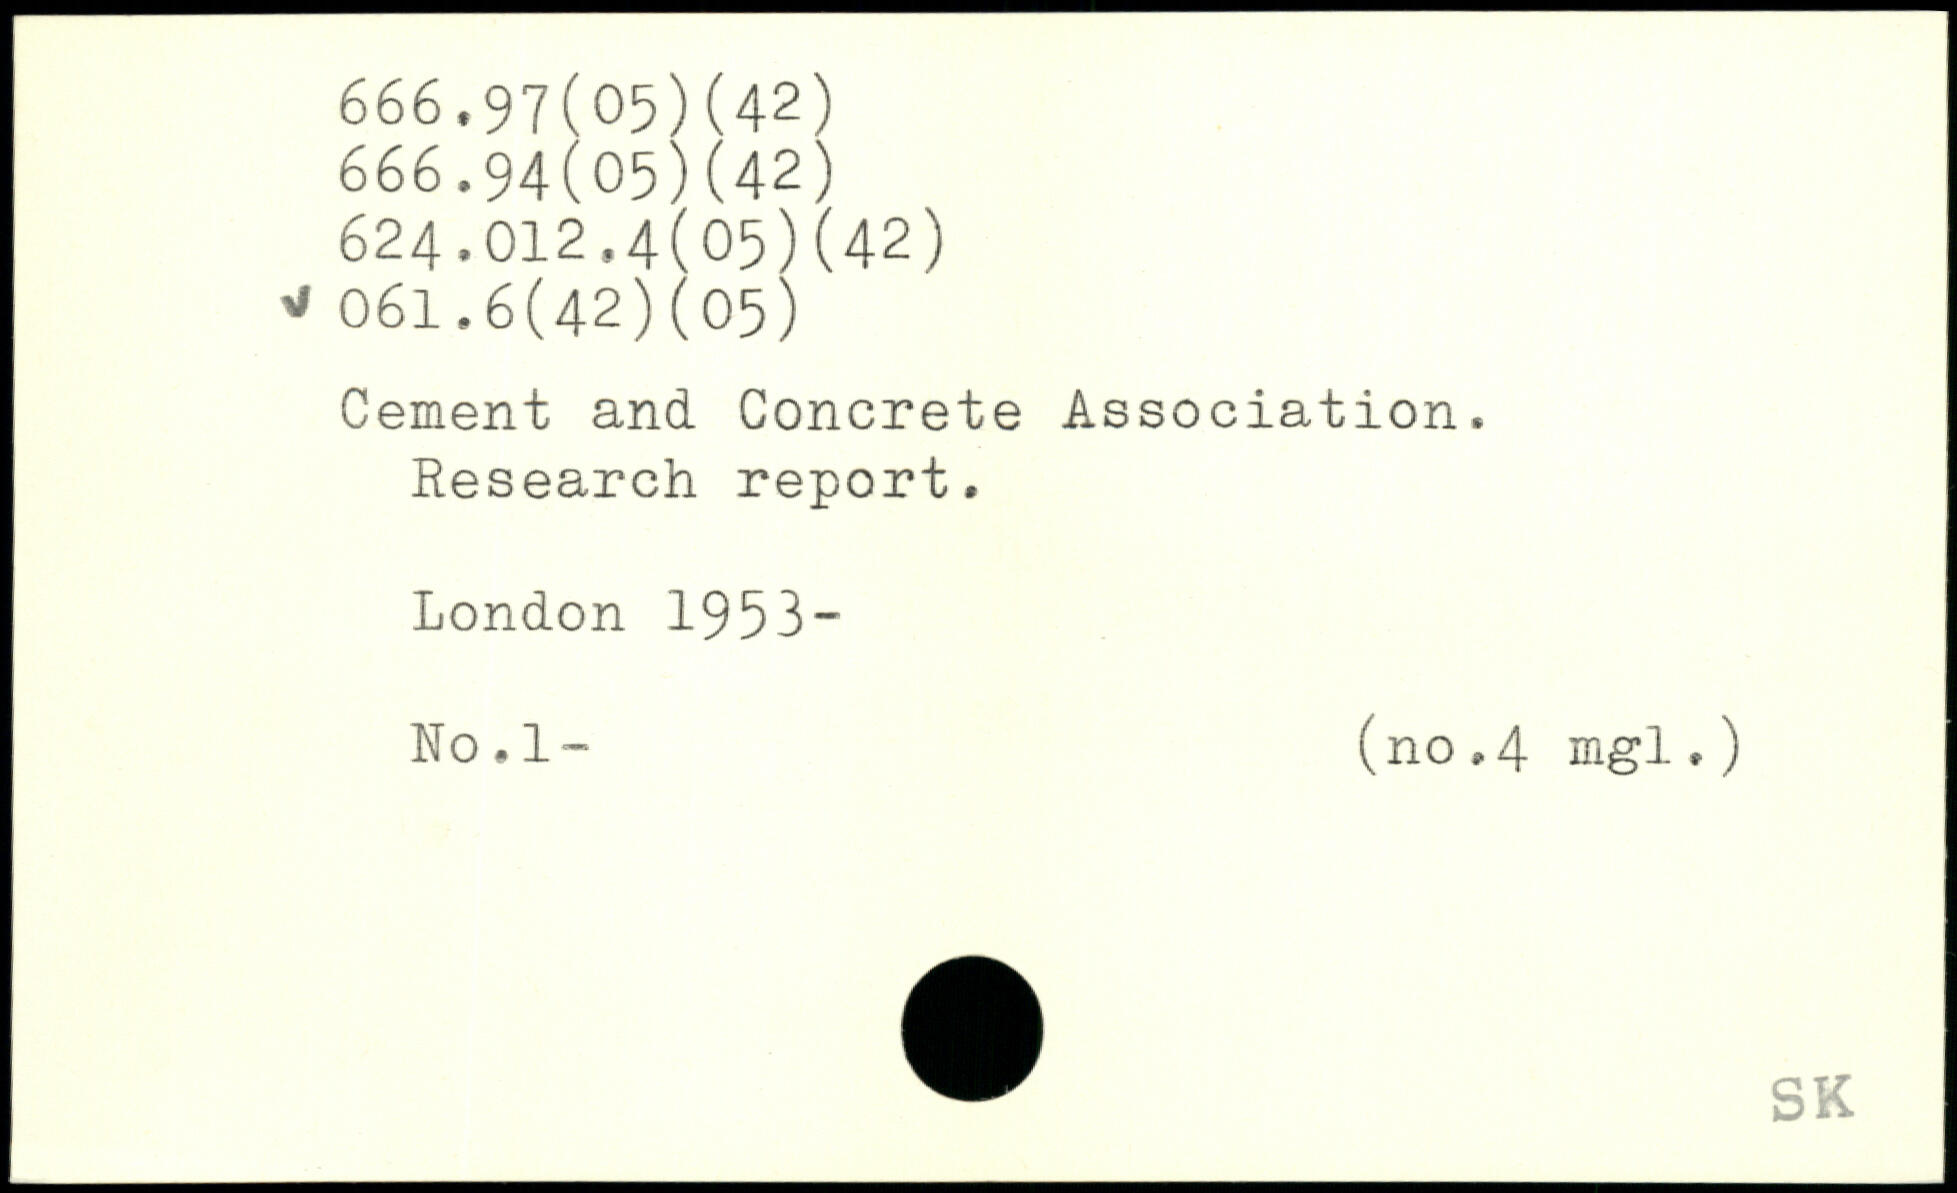 666.97(05)(42)
666.94(05)(42)
624.012.4(05)(42)
✓ 061.6(42)(05)
Cement and Concrete Association.
Research report.
London 1953-
No.1- (no.4 mgl.)
SK